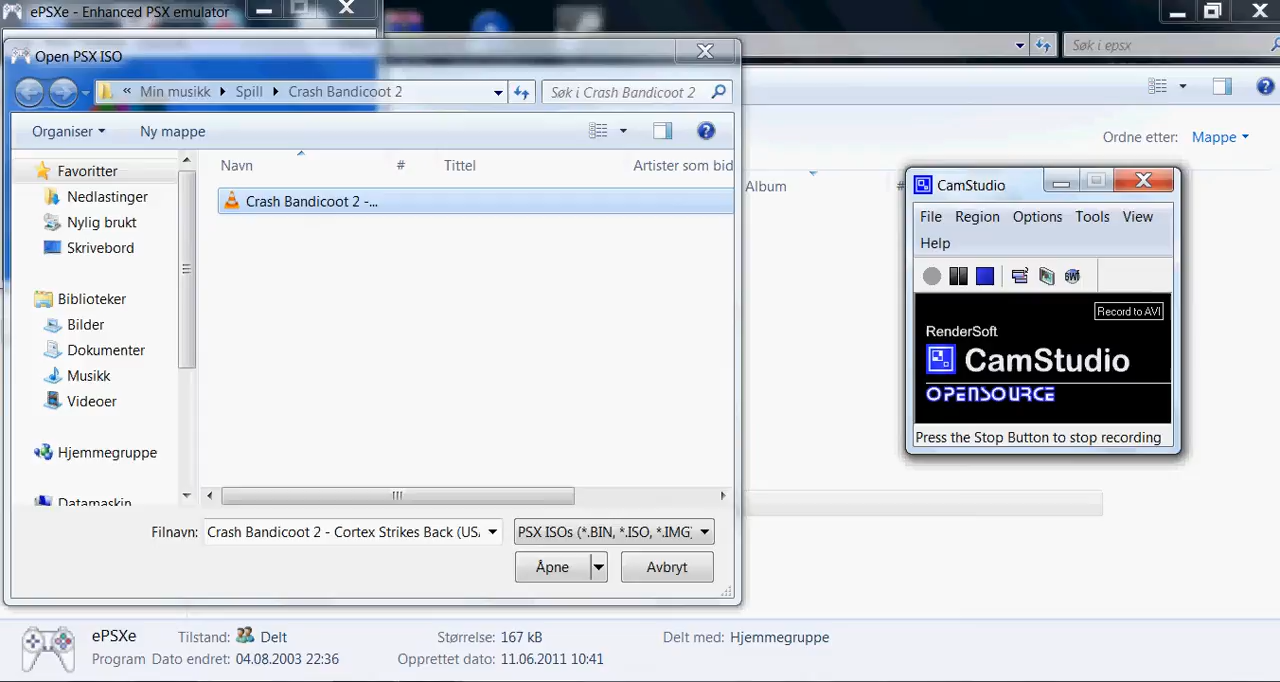 ePSXe - Enhanced PSX emulator
Open PSX ISO
Søk i epsx
« Min musikk Spill Crash Bandicoot 2
Søk i Crash Bandicoot 2
Organiser Ny mappe
Ordne etter: Mappe
Favoritter
Nedlastinger
Nylig brukt
Skrivebord
Biblioteker
Bilder
Dokumenter
Musikk
Videoer
Hjemmegruppe
Datamaskin
Navn # Tittel Artister som bid
Album #
Crash Bandicoot 2 -...
Filnavn: Crash Bandicoot 2 - Cortex Strikes Back (US,
PSX ISOs (*.BIN, *.ISO, *.IMG
Åpne Avbryt
CamStudio
File Region Options Tools View
Help
SWF
Record to AVI
RenderSoft
CamStudio
OPENSOURCE
Press the Stop Button to stop recording
ePSXe Tilstand: Delt Størrelse: 167 kB Delt med: Hjemmegruppe
Program Dato endret: 04.08.2003 22:36 Opprettet dato: 11.06.2011 10:41